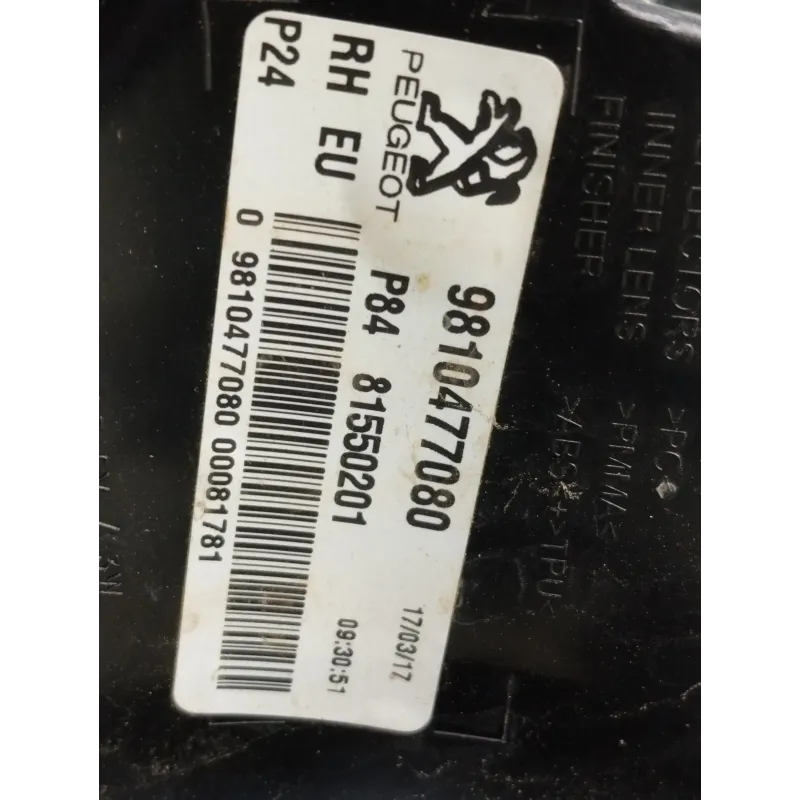 PEUGEOT
9810477080
17/03/17
RH EU
P84 81550201
09:30:51
P24
0 9810477080 00081781
INNER LENS >PMMA<
FINISHER >ABS+TPU<
>PC<